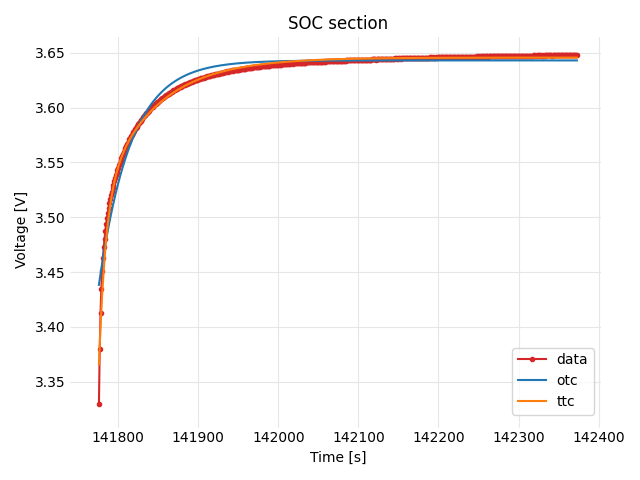 SOC section
3.65
3.60
3.55
3.50
3.45
3.40
3.35
Voltage [V]
data
otc
ttc
141800 141900 142000 142100 142200 142300 142400
Time [s]